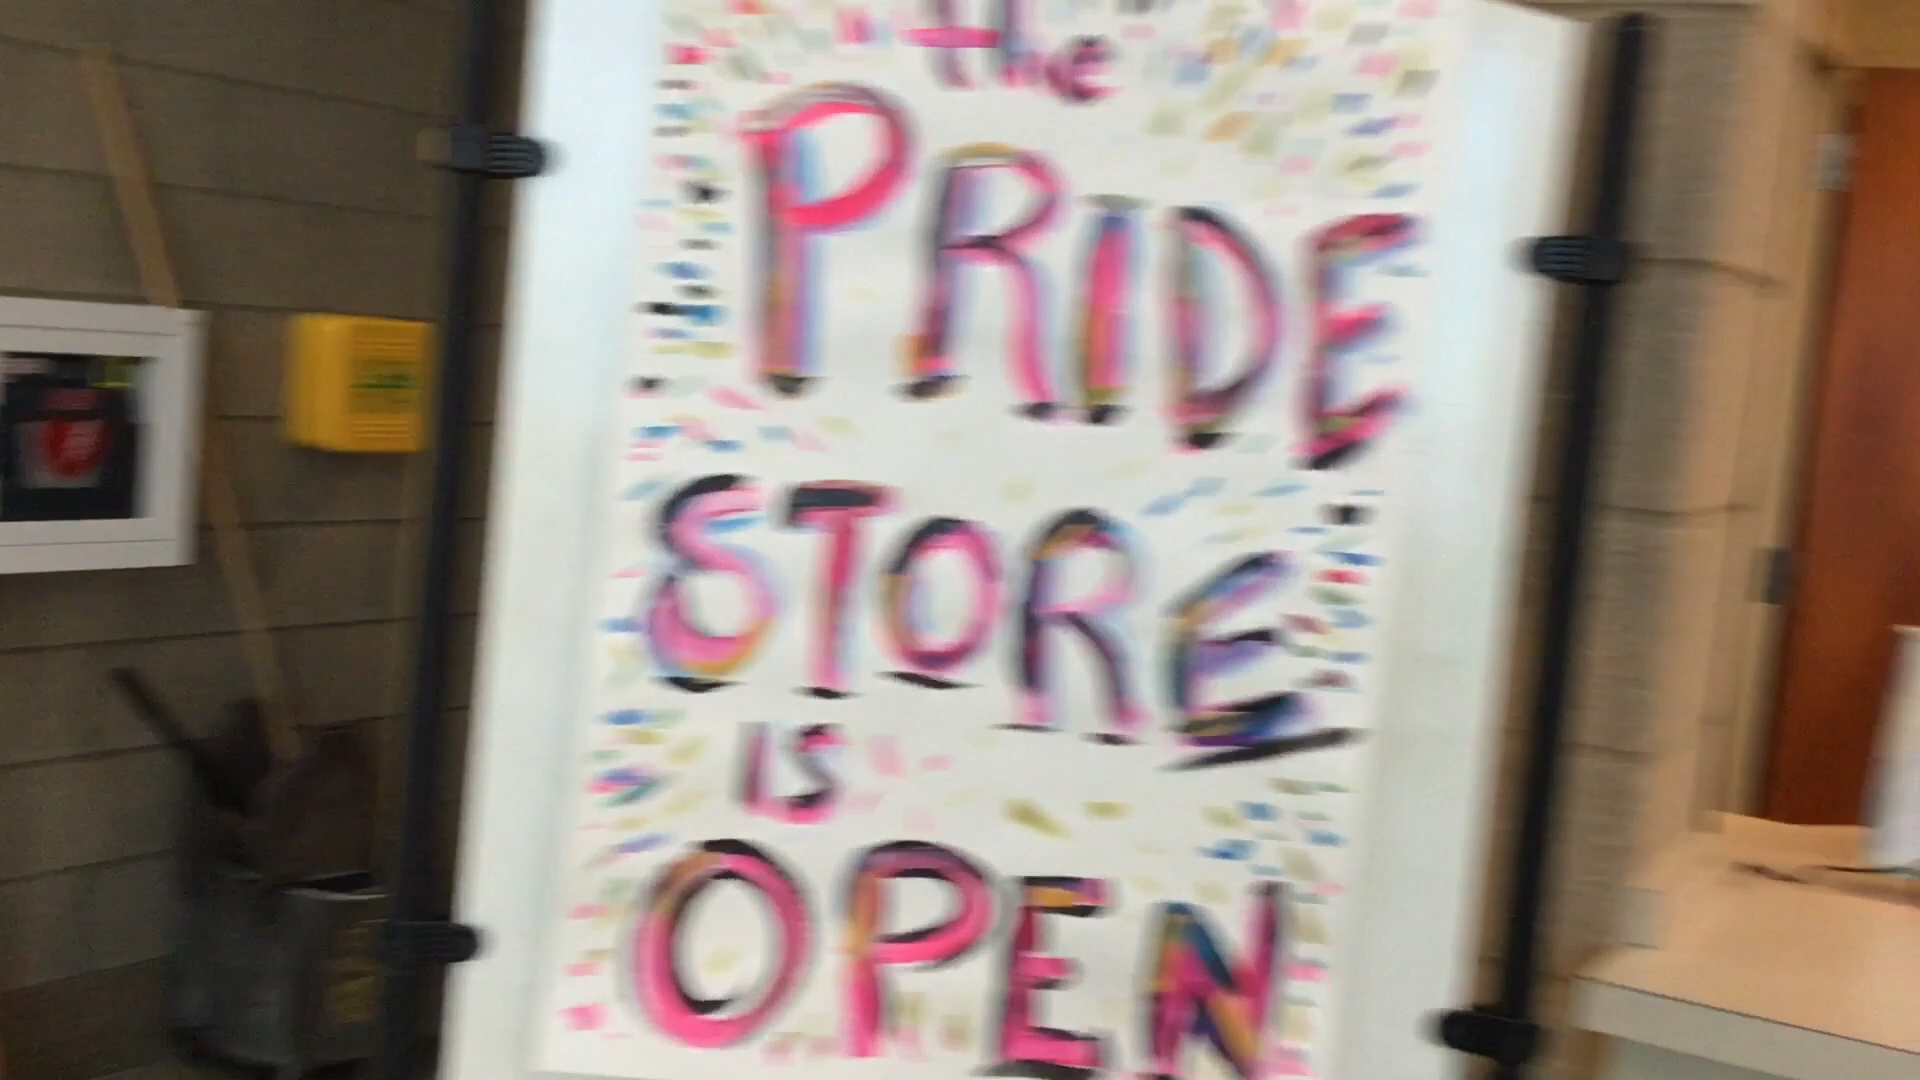 the
PRIDE
STORE
IS
OPEN